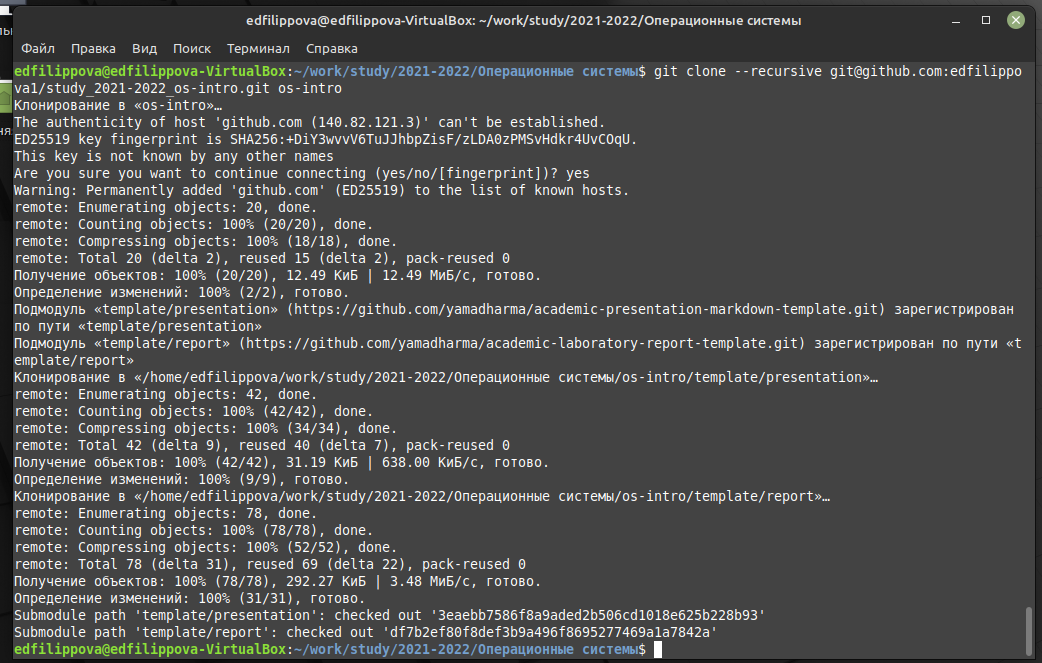 edfilippova@edfilippova-VirtualBox: ~/work/study/2021-2022/Операционные системы
Файл Правка Вид Поиск Терминал Справка
edfilippova@edfilippova-VirtualBox:~/work/study/2021-2022/Операционные системы$ git clone --recursive git@github.com:edfilippo
va1/study_2021-2022_os-intro.git os-intro
Клонирование в «os-intro»…
The authenticity of host 'github.com (140.82.121.3)' can't be established.
ED25519 key fingerprint is SHA256:+DiY3wvvV6TuJJhbpZisF/zLDA0zPMSvHdkr4UvCOqU.
This key is not known by any other names
Are you sure you want to continue connecting (yes/no/[fingerprint])? yes
Warning: Permanently added 'github.com' (ED25519) to the list of known hosts.
remote: Enumerating objects: 20, done.
remote: Counting objects: 100% (20/20), done.
remote: Compressing objects: 100% (18/18), done.
remote: Total 20 (delta 2), reused 15 (delta 2), pack-reused 0
Получение объектов: 100% (20/20), 12.49 КиБ | 12.49 МиБ/с, готово.
Определение изменений: 100% (2/2), готово.
Подмодуль «template/presentation» (https://github.com/yamadharma/academic-presentation-markdown-template.git) зарегистрирован
по пути «template/presentation»
Подмодуль «template/report» (https://github.com/yamadharma/academic-laboratory-report-template.git) зарегистрирован по пути «t
emplate/report»
Клонирование в «/home/edfilippova/work/study/2021-2022/Операционные системы/os-intro/template/presentation»…
remote: Enumerating objects: 42, done.
remote: Counting objects: 100% (42/42), done.
remote: Compressing objects: 100% (34/34), done.
remote: Total 42 (delta 9), reused 40 (delta 7), pack-reused 0
Получение объектов: 100% (42/42), 31.19 КиБ | 638.00 КиБ/с, готово.
Определение изменений: 100% (9/9), готово.
Клонирование в «/home/edfilippova/work/study/2021-2022/Операционные системы/os-intro/template/report»…
remote: Enumerating objects: 78, done.
remote: Counting objects: 100% (78/78), done.
remote: Compressing objects: 100% (52/52), done.
remote: Total 78 (delta 31), reused 69 (delta 22), pack-reused 0
Получение объектов: 100% (78/78), 292.27 КиБ | 3.48 МиБ/с, готово.
Определение изменений: 100% (31/31), готово.
Submodule path 'template/presentation': checked out '3eaebb7586f8a9aded2b506cd1018e625b228b93'
Submodule path 'template/report': checked out 'df7b2ef80f8def3b9a496f8695277469a1a7842a'
edfilippova@edfilippova-VirtualBox:~/work/study/2021-2022/Операционные системы$